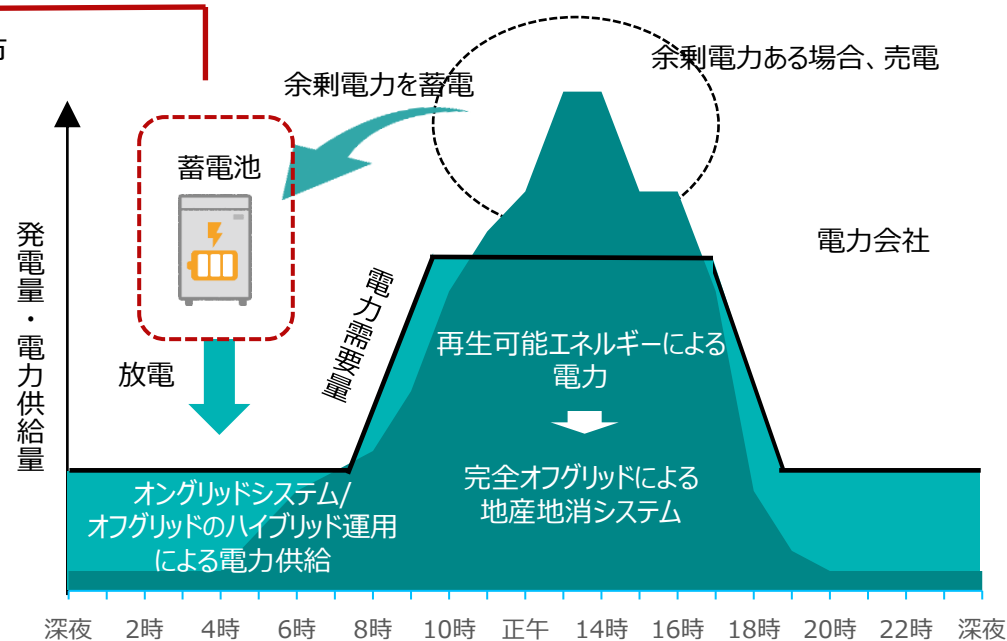 余剰電力ある場合、売電
余剰電力を蓄電
蓄電池
電力会社
発電量・電力供給量
電力需要量
放電
再生可能エネルギーによる
電力
完全オフグリッドによる
地産地消システム
オングリッドシステム/
オフグリッドのハイブリッド運用
による電力供給
深夜 2時 4時 6時 8時 10時 正午 14時 16時 18時 20時 22時 深夜